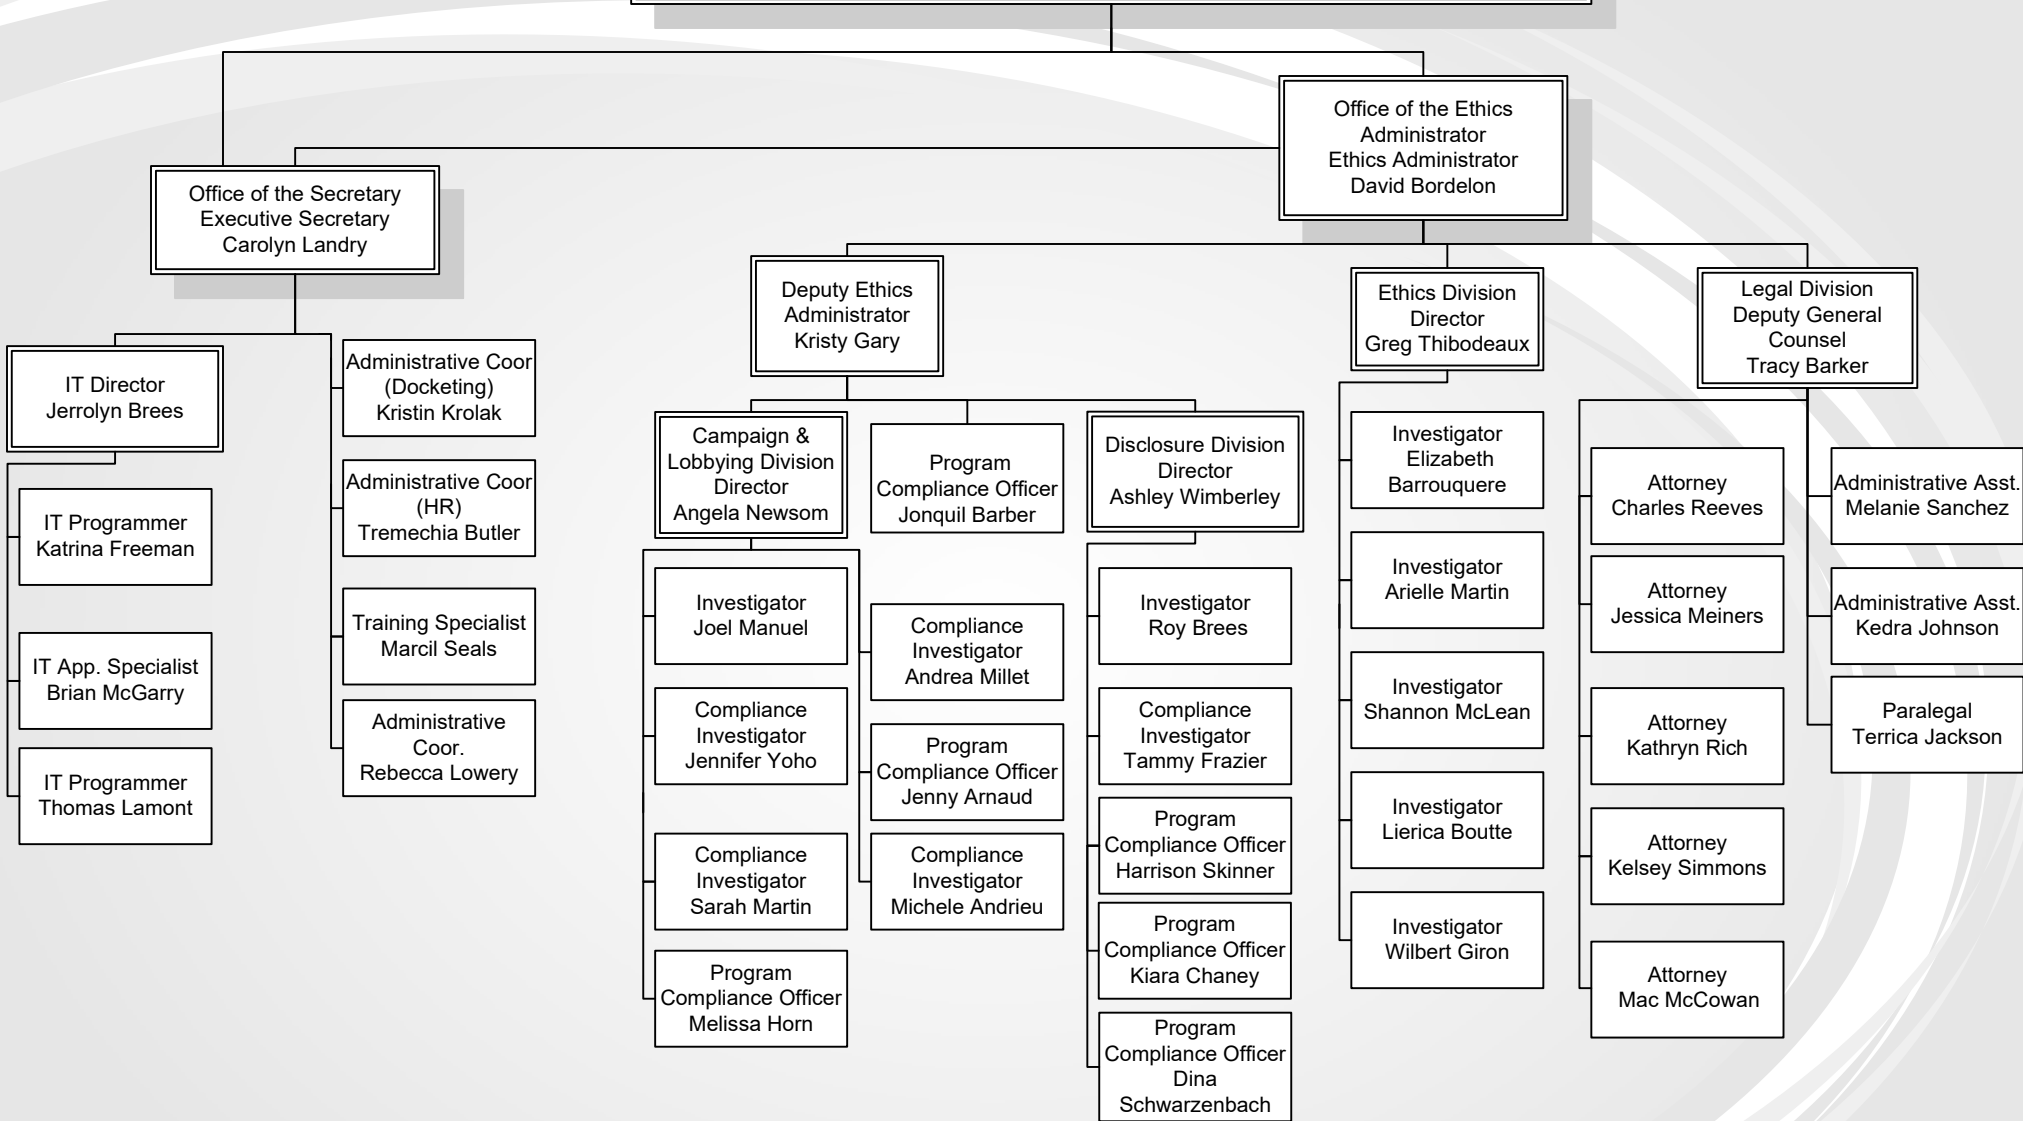 Office of the Ethics
Administrator
Ethics Administrator
David Bordelon
Office of the Secretary
Executive Secretary
Carolyn Landry
Deputy Ethics
Administrator
Kristy Gary
Ethics Division
Director
Greg Thibodeaux
Legal Division
Deputy General
Counsel
Tracy Barker
IT Director
Jerrolyn Brees
IT Programmer
Katrina Freeman
IT App. Specialist
Brian McGarry
IT Programmer
Thomas Lamont
Administrative Coor
(Docketing)
Kristin Krolak
Administrative Coor
(HR)
Tremechia Butler
Training Specialist
Marcil Seals
Administrative
Coor.
Rebecca Lowery
Campaign &
Lobbying Division
Director
Angela Newsom
Investigator
Joel Manuel
Compliance
Investigator
Jennifer Yoho
Compliance
Investigator
Sarah Martin
Program
Compliance Officer
Melissa Horn
Compliance
Investigator
Andrea Millet
Program
Compliance Officer
Jenny Arnaud
Compliance
Investigator
Michele Andrieu
Program
Compliance Officer
Jonquil Barber
Disclosure Division
Director
Ashley Wimberley
Investigator
Roy Brees
Compliance
Investigator
Tammy Frazier
Program
Compliance Officer
Harrison Skinner
Program
Compliance Officer
Kiara Chaney
Program
Compliance Officer
Dina
Schwarzenbach
Investigator
Elizabeth
Barrouquere
Investigator
Arielle Martin
Investigator
Shannon McLean
Investigator
Lierica Boutte
Investigator
Wilbert Giron
Attorney
Charles Reeves
Attorney
Jessica Meiners
Attorney
Kathryn Rich
Attorney
Kelsey Simmons
Attorney
Mac McCowan
Administrative Asst.
Melanie Sanchez
Administrative Asst.
Kedra Johnson
Paralegal
Terrica Jackson